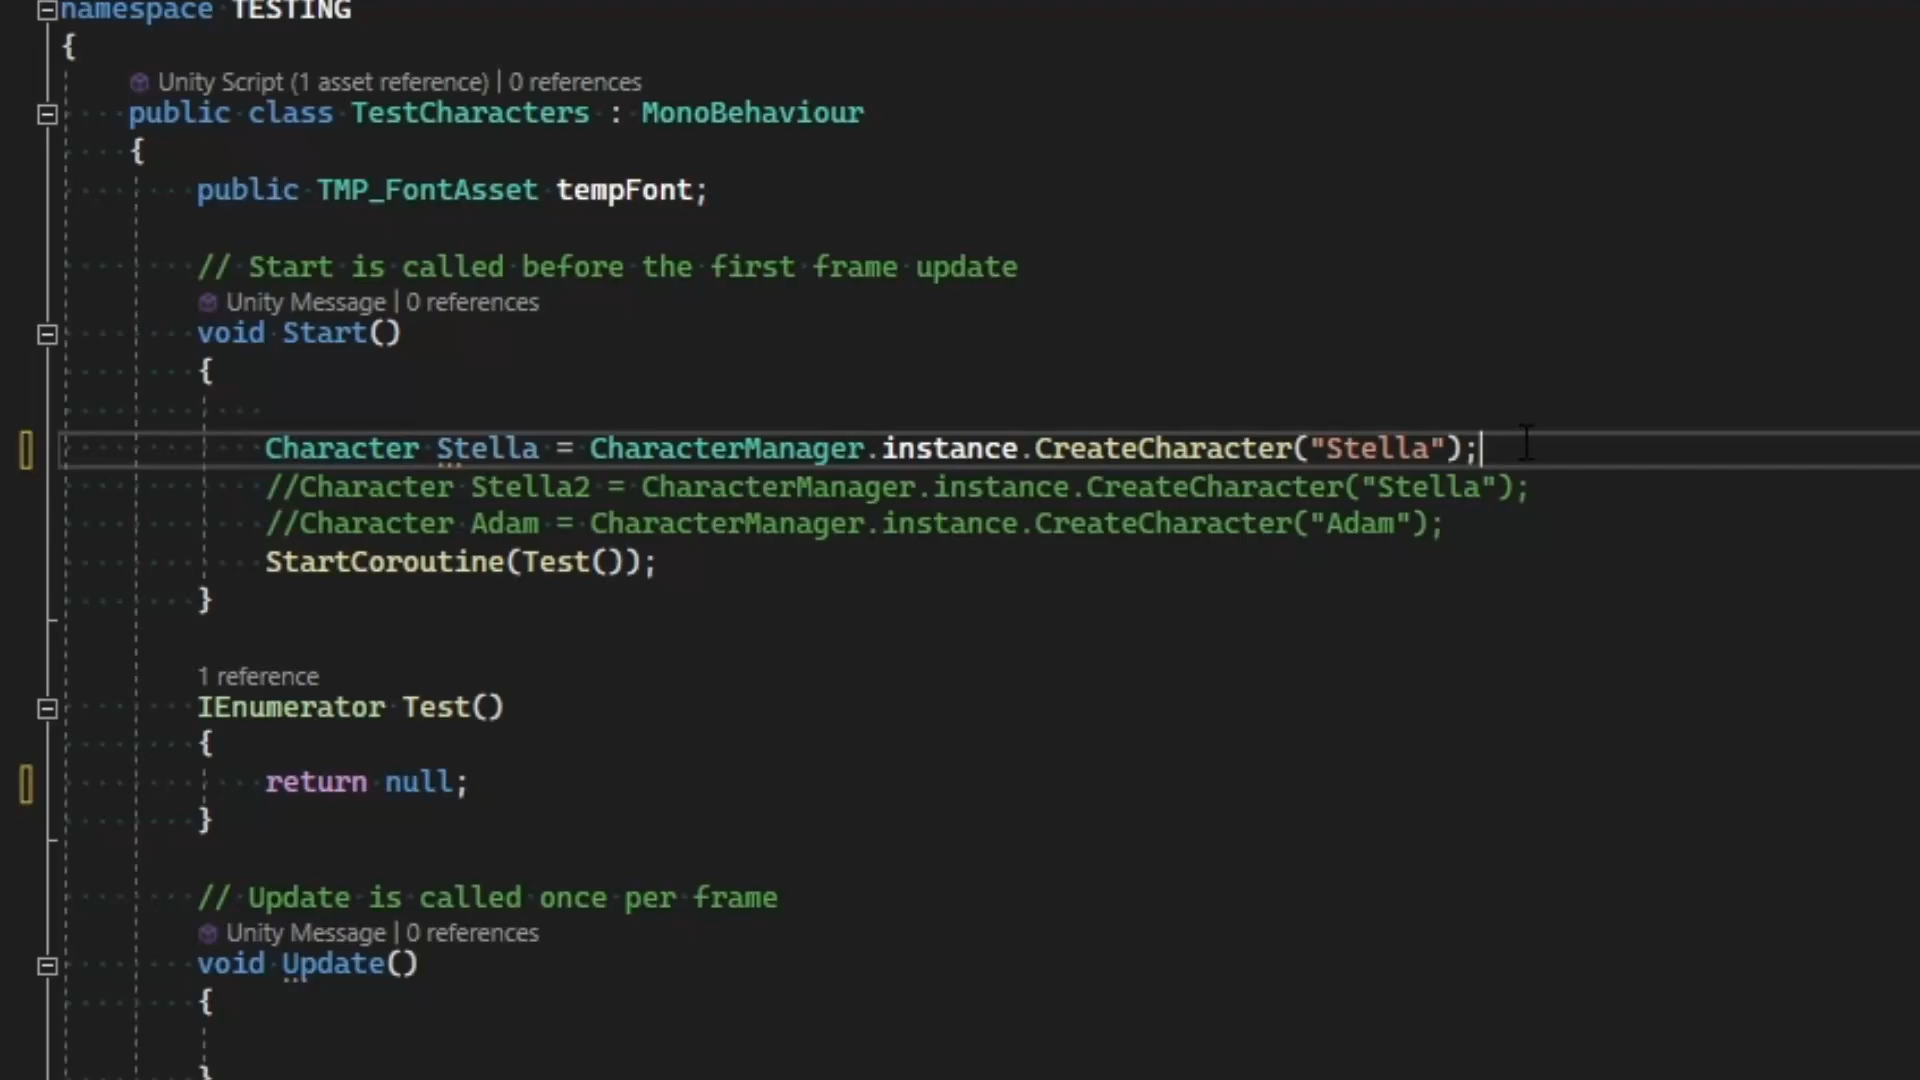 namespace TESTING
{
Unity Script (1 asset reference) | 0 references
public class TestCharacters : MonoBehaviour
{
public TMP_FontAsset tempFont;
// Start is called before the first frame update
Unity Message | 0 references
void Start()
{
Character Stella = CharacterManager.instance.CreateCharacter("Stella");
//Character Stella2 = CharacterManager.instance.CreateCharacter("Stella");
//Character Adam = CharacterManager.instance.CreateCharacter("Adam");
StartCoroutine(Test());
}
1 reference
IEnumerator Test()
{
return null;
}
// Update is called once per frame
Unity Message | 0 references
void Update()
{
}